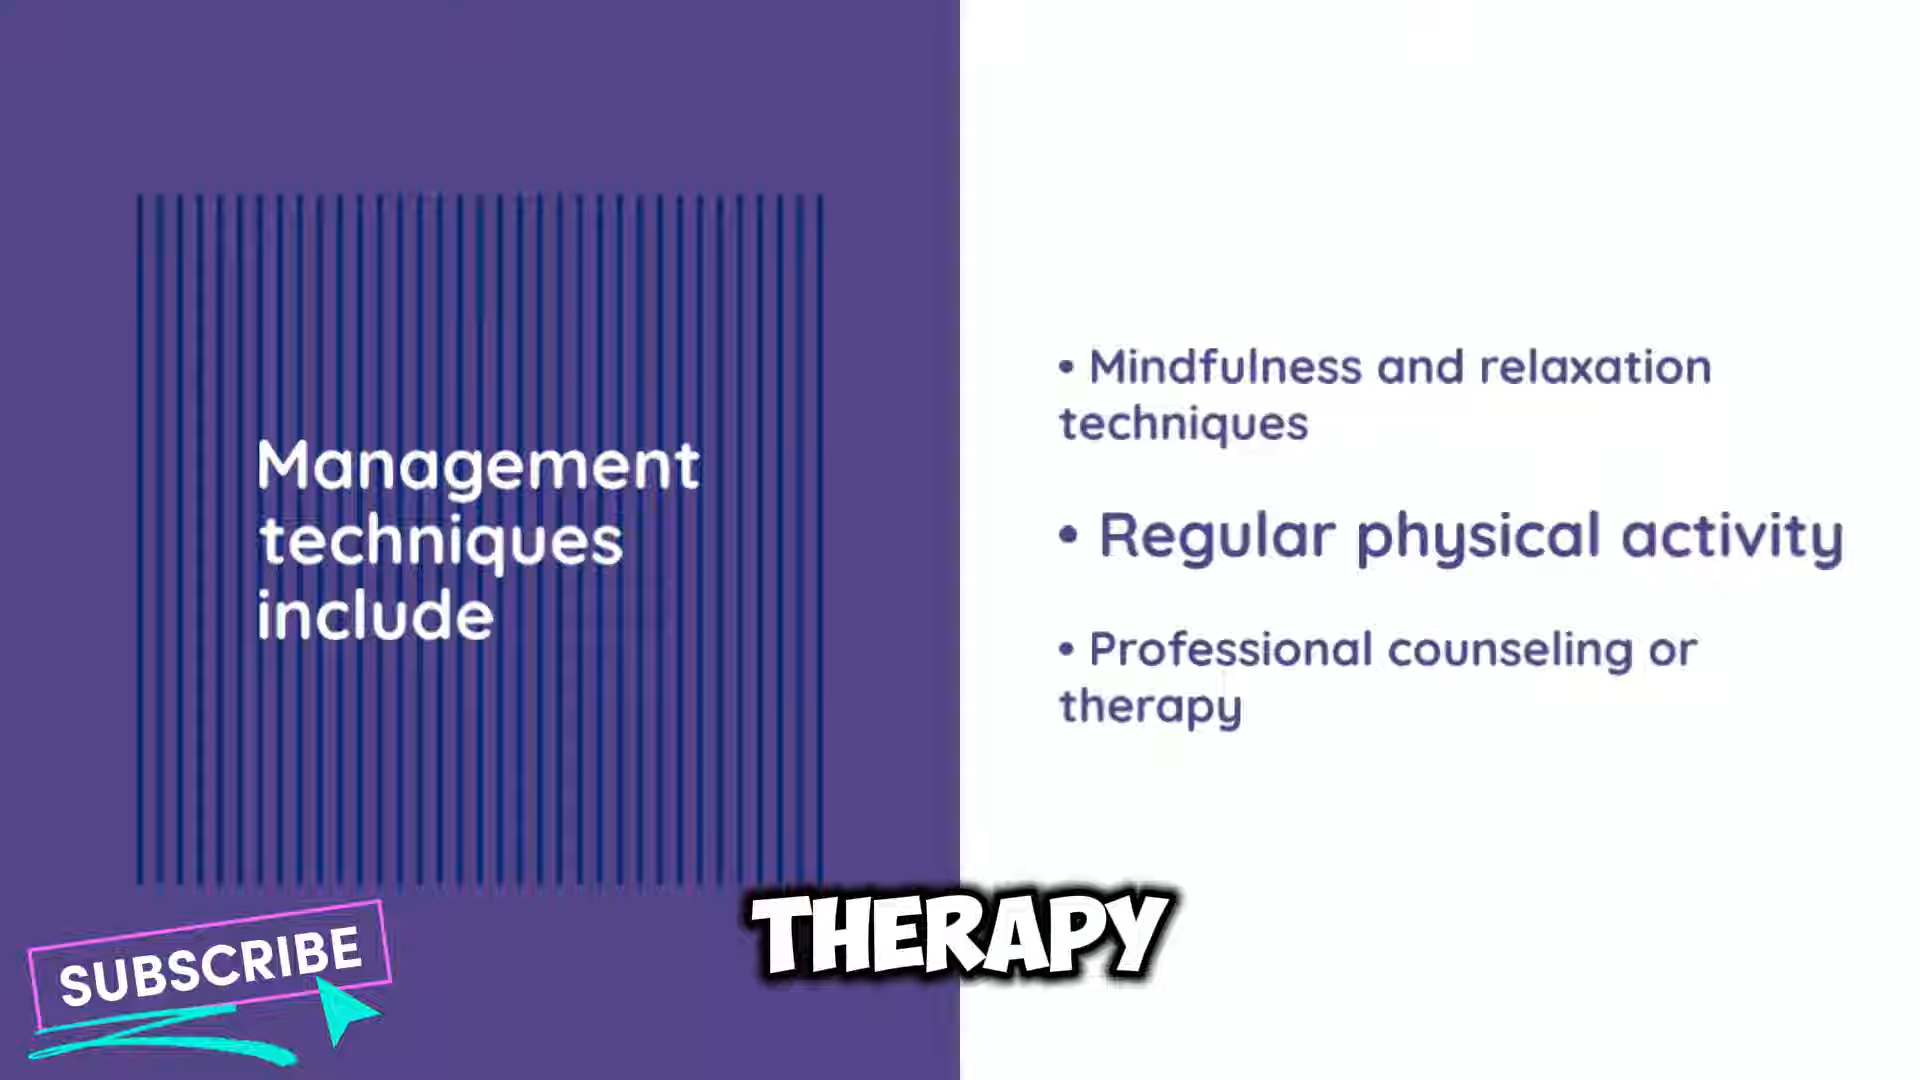 Management
techniques
include
• Mindfulness and relaxation
techniques
• Regular physical activity
• Professional counseling or
therapy
THERAPY
SUBSCRIBE